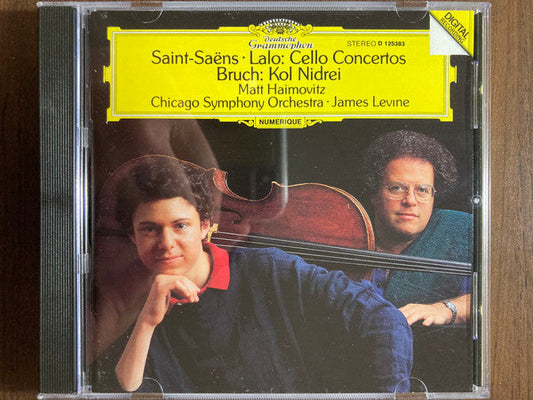 Deutsche
Grammophon
STEREO D 125383
DIGITAL
RECORDING
Saint-Saëns · Lalo: Cello Concertos
Bruch: Kol Nidrei
Matt Haimovitz
Chicago Symphony Orchestra · James Levine
NUMERIQUE